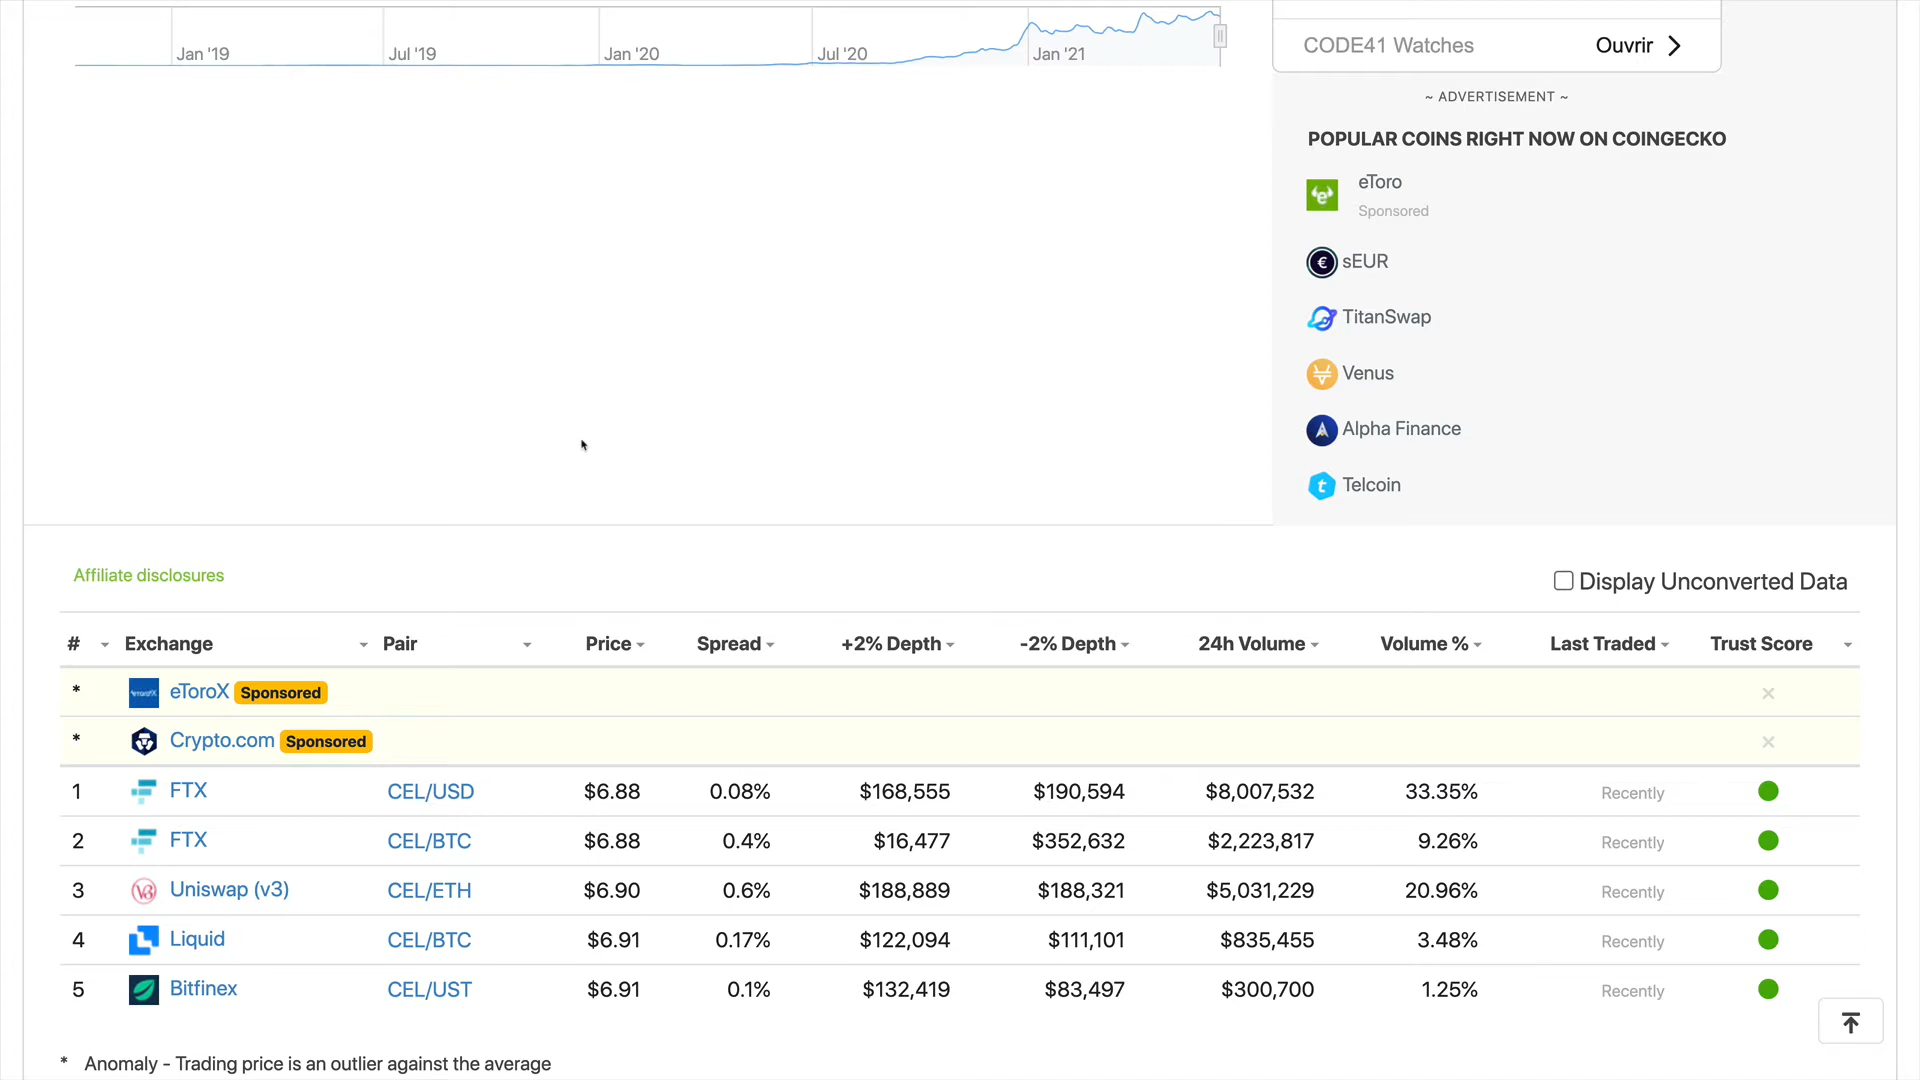 Jan '19 Jul '19 Jan '20 Jul '20 Jan '21
CODE41 Watches Ouvrir
~ ADVERTISEMENT ~
POPULAR COINS RIGHT NOW ON COINGECKO
eToro
Sponsored
sEUR
TitanSwap
Venus
Alpha Finance
Telcoin
Affiliate disclosures
Display Unconverted Data
# Exchange Pair Price Spread +2% Depth -2% Depth 24h Volume Volume % Last Traded Trust Score
* eToroX Sponsored
* Crypto.com Sponsored
1 FTX CEL/USD $6.88 0.08% $168,555 $190,594 $8,007,532 33.35% Recently
2 FTX CEL/BTC $6.88 0.4% $16,477 $352,632 $2,223,817 9.26% Recently
3 Uniswap (v3) CEL/ETH $6.90 0.6% $188,889 $188,321 $5,031,229 20.96% Recently
4 Liquid CEL/BTC $6.91 0.17% $122,094 $111,101 $835,455 3.48% Recently
5 Bitfinex CEL/UST $6.91 0.1% $132,419 $83,497 $300,700 1.25% Recently
* Anomaly - Trading price is an outlier against the average